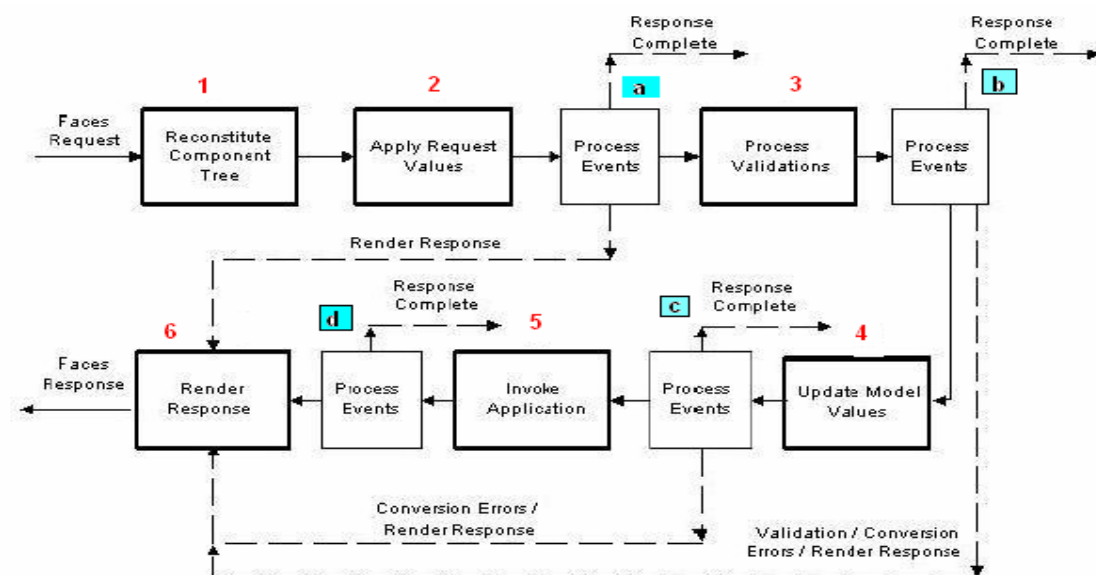 Response
Complete
Response
Complete
1
2
a
3
b
Faces
Request
Reconstitute
Component
Tree
Apply Request
Values
Process
Events
Process
Validations
Process
Events
Render Response
Response
Complete
Response
Complete
6
d
5
c
4
Faces
Response
Render
Response
Process
Events
Invoke
Application
Process
Events
Update Model
Values
Conversion Errors /
Render Response
Validation / Conversion
Errors / Render Response